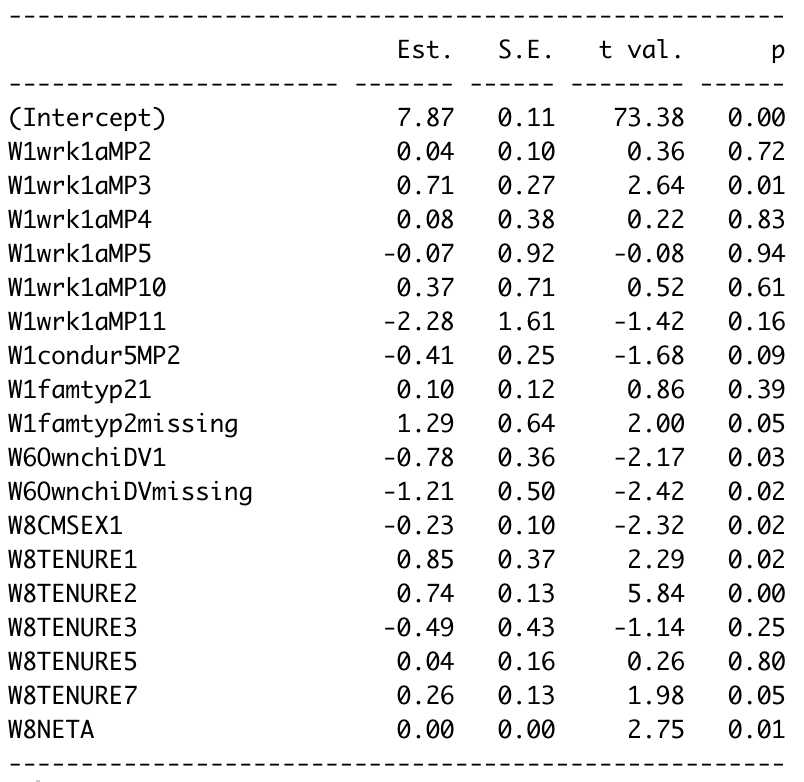 -------------------------------------------------------
Est. S.E. t val. p
----------------------- ------- ------ -------- ------
(Intercept) 7.87 0.11 73.38 0.00
W1wrk1aMP2 0.04 0.10 0.36 0.72
W1wrk1aMP3 0.71 0.27 2.64 0.01
W1wrk1aMP4 0.08 0.38 0.22 0.83
W1wrk1aMP5 -0.07 0.92 -0.08 0.94
W1wrk1aMP10 0.37 0.71 0.52 0.61
W1wrk1aMP11 -2.28 1.61 -1.42 0.16
W1condur5MP2 -0.41 0.25 -1.68 0.09
W1famtyp21 0.10 0.12 0.86 0.39
W1famtyp2missing 1.29 0.64 2.00 0.05
W6OwnchiDV1 -0.78 0.36 -2.17 0.03
W6OwnchiDVmissing -1.21 0.50 -2.42 0.02
W8CMSEX1 -0.23 0.10 -2.32 0.02
W8TENURE1 0.85 0.37 2.29 0.02
W8TENURE2 0.74 0.13 5.84 0.00
W8TENURE3 -0.49 0.43 -1.14 0.25
W8TENURE5 0.04 0.16 0.26 0.80
W8TENURE7 0.26 0.13 1.98 0.05
W8NETA 0.00 0.00 2.75 0.01
-------------------------------------------------------